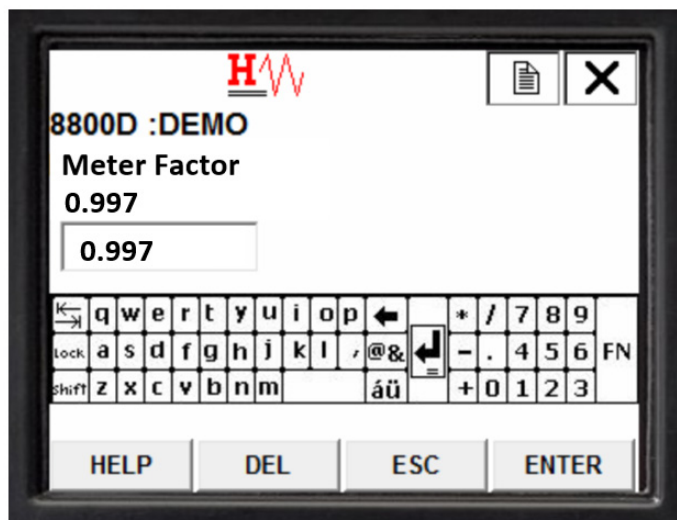 H
8800D :DEMO
Meter Factor
0.997
0.997
q w e r t y u i o p * / 7 8 9
Lock a s d f g h j k l , @& - . 4 5 6 FN
Shift z x c v b n m áü = + 0 1 2 3
HELP DEL ESC ENTER